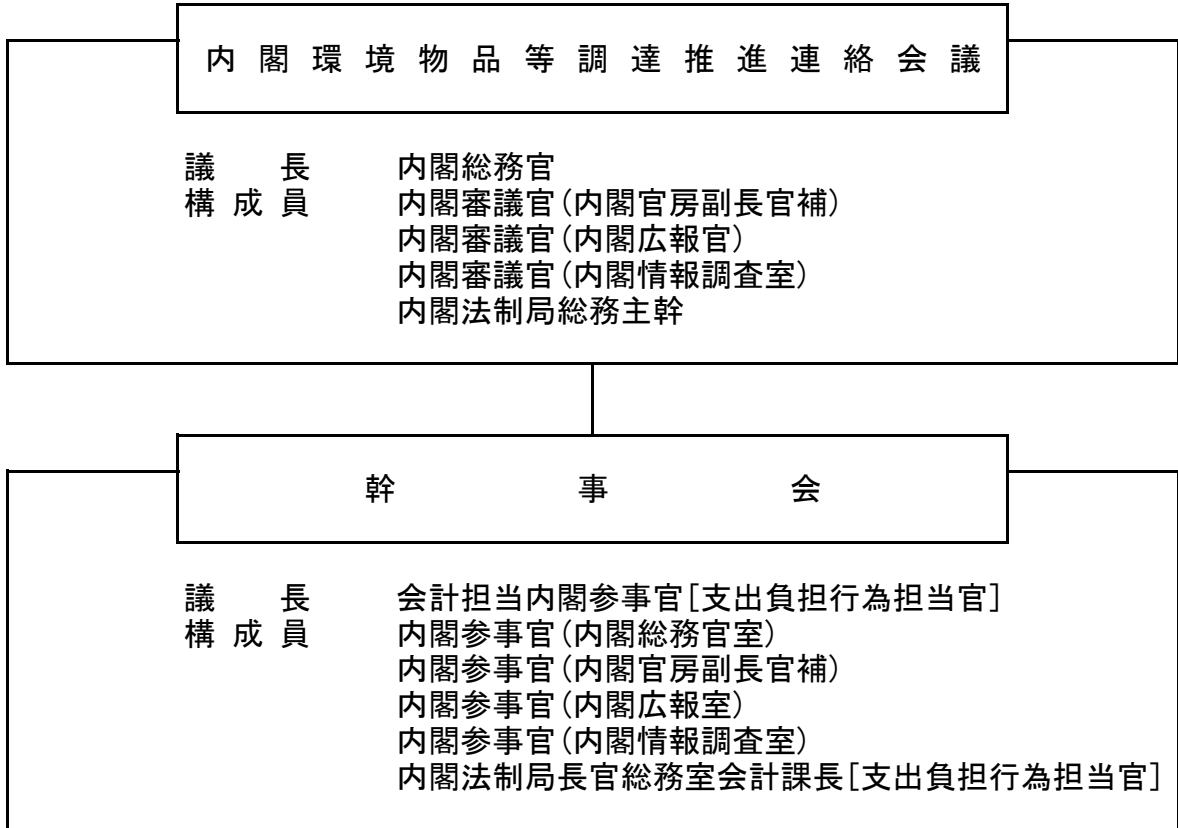 内閣環境物品等調達推進連絡会議
議長 内閣総務官
構成員 内閣審議官(内閣官房副長官補)
内閣審議官(内閣広報官)
内閣審議官(内閣情報調査室)
内閣法制局総務主幹
幹事会
議長 会計担当内閣参事官[支出負担行為担当官]
構成員 内閣参事官(内閣総務官室)
内閣参事官(内閣官房副長官補)
内閣参事官(内閣広報室)
内閣参事官(内閣情報調査室)
内閣法制局長官総務室会計課長[支出負担行為担当官]